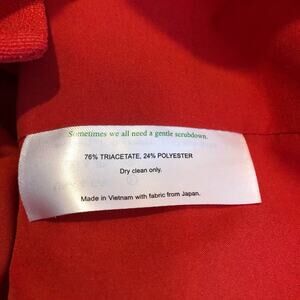 Sometimes we all need a gentle scrubdown.
76% TRIACETATE, 24% POLYESTER
Dry clean only.
Made in Vietnam with fabric from Japan.